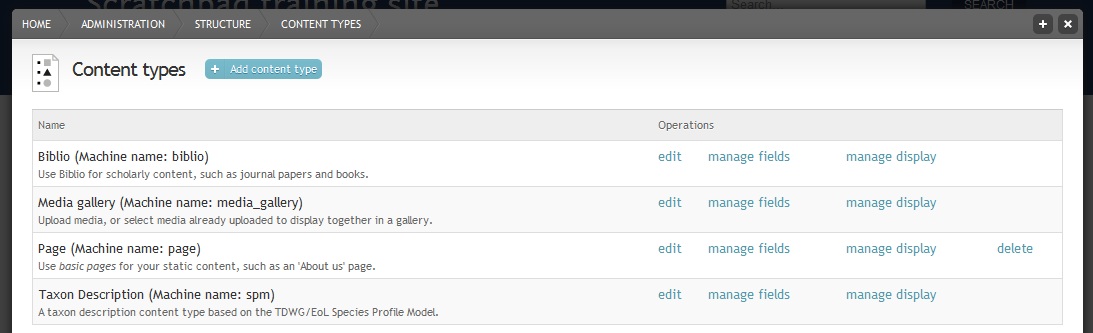 Scratchpad training site
Search
SEARCH
HOME ADMINISTRATION STRUCTURE CONTENT TYPES
Content types
+ Add content type
Name Operations
Biblio (Machine name: biblio) edit manage fields manage display
Use Biblio for scholarly content, such as journal papers and books.
Media gallery (Machine name: media_gallery) edit manage fields manage display
Upload media, or select media already uploaded to display together in a gallery.
Page (Machine name: page) edit manage fields manage display delete
Use basic pages for your static content, such as an 'About us' page.
Taxon Description (Machine name: spm) edit manage fields manage display
A taxon description content type based on the TDWG/EoL Species Profile Model.